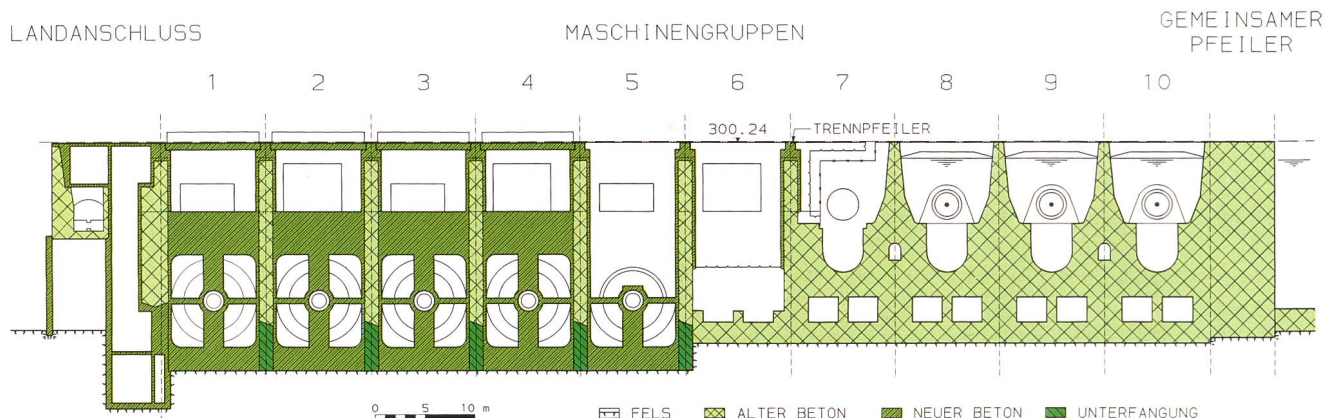 LANDANSCHLUSS
MASCHINENGRUPPEN
GEMEINSAMER
PFEILER
1 2 3 4 5 6 7 8 9 10
300.24
TRENNPFEILER
0 5 10 m
FELS
ALTER BETON
NEUER BETON
UNTERFANGUNG